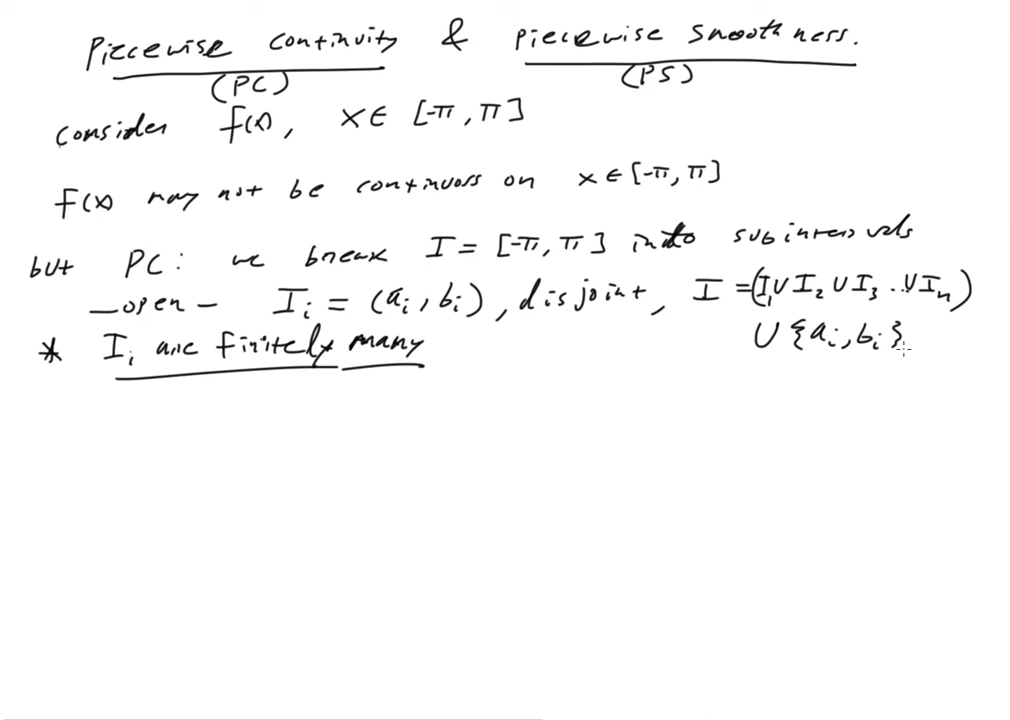 Piecewise continuity & piecewise smoothness.
(PC) (PS)
consider f(x), x ∈ [-π, π]
f(x) may not be continuous on x ∈ [-π, π]
but PC: we break I = [-π, π] into subintervals
_open - Iᵢ = (aᵢ, bᵢ), disjoint, I = (I₁ ∪ I₂ ∪ I₃ .. ∪ Iₙ)
* Iᵢ are finitely many ∪ {aᵢ, bᵢ}